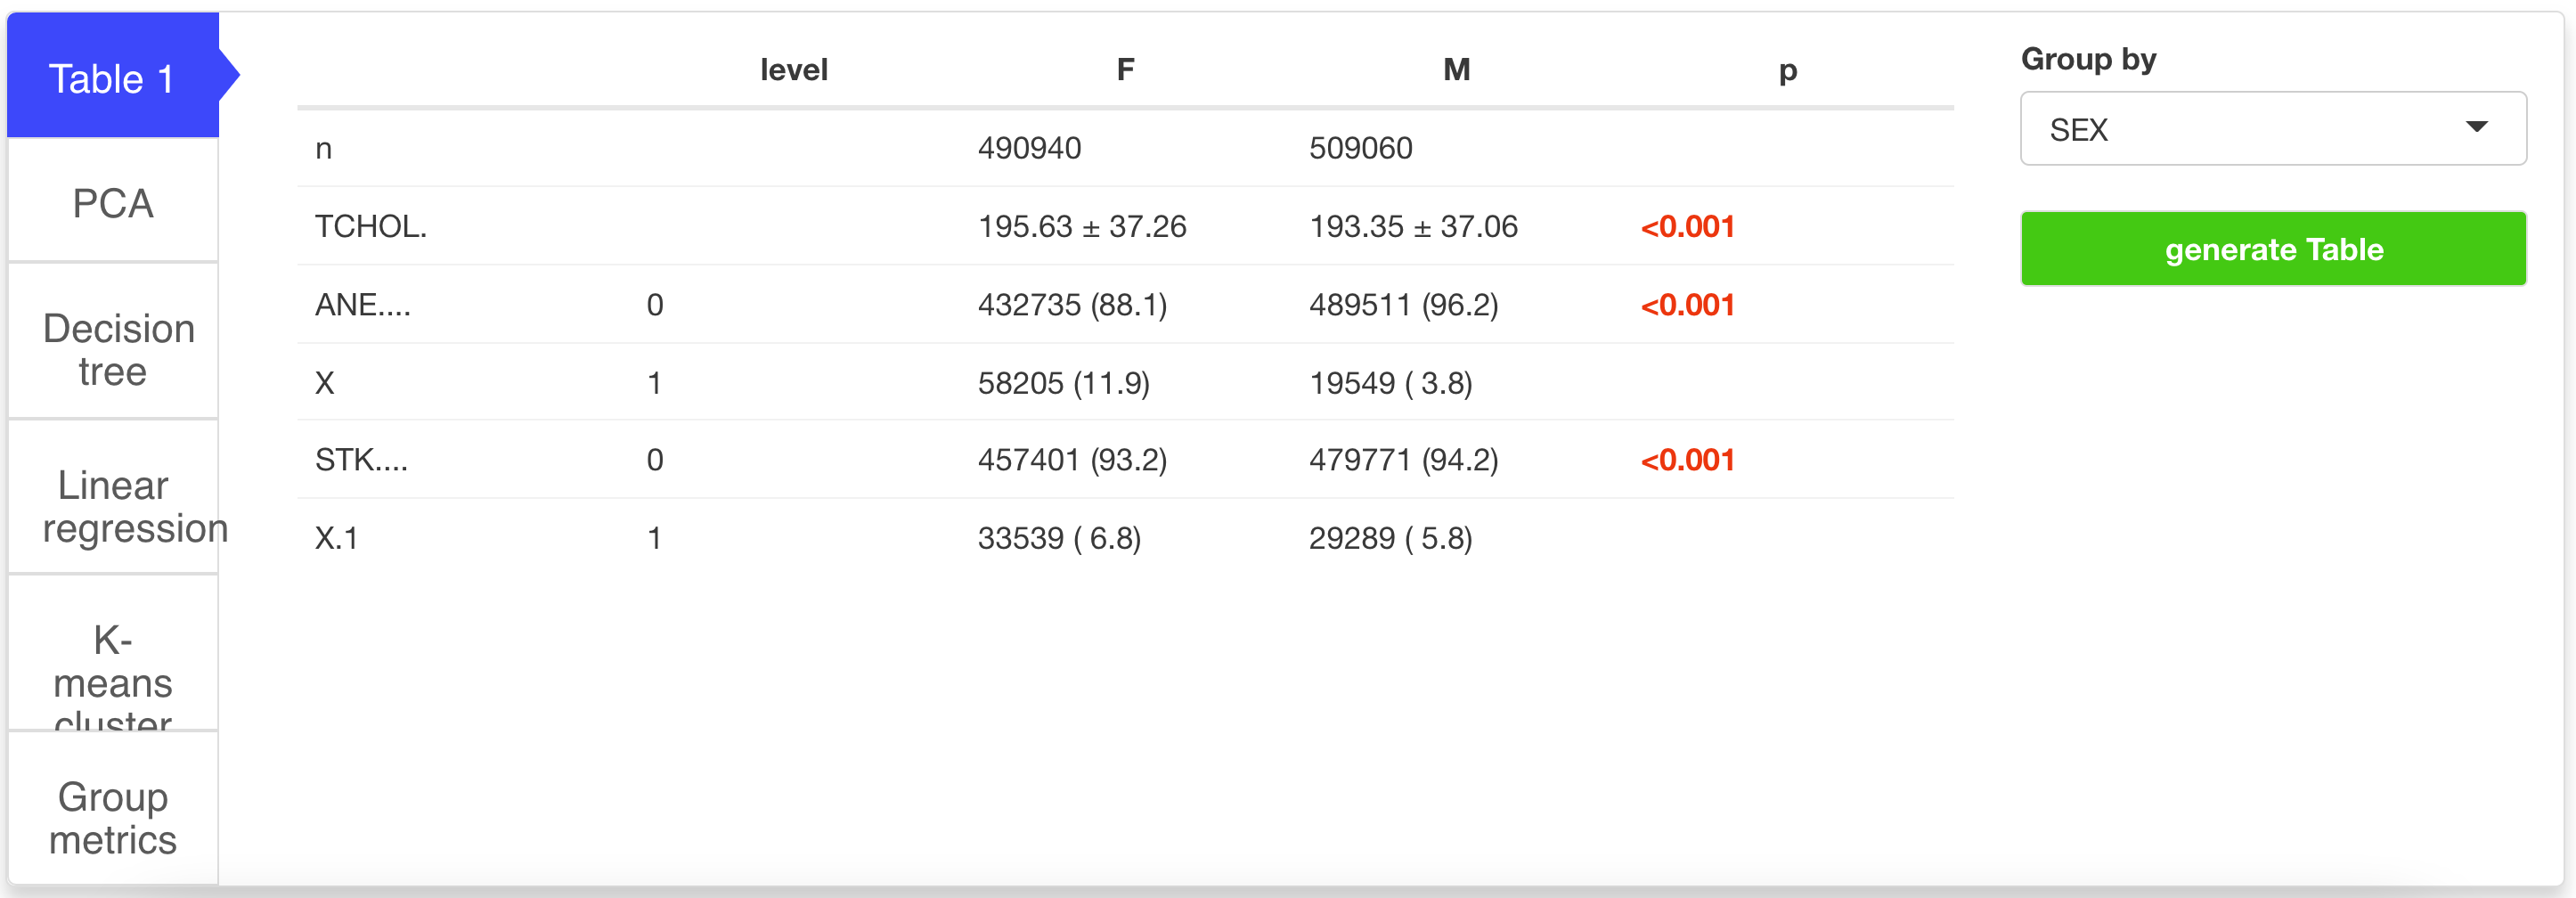 Table 1
PCA
Decision
tree
Linear
regression
K-
means
cluster
Group
metrics
level F M p
n 490940 509060
TCHOL. 195.63 ± 37.26 193.35 ± 37.06 <0.001
ANE.... 0 432735 (88.1) 489511 (96.2) <0.001
X 1 58205 (11.9) 19549 ( 3.8)
STK.... 0 457401 (93.2) 479771 (94.2) <0.001
X.1 1 33539 ( 6.8) 29289 ( 5.8)
Group by
SEX
generate Table